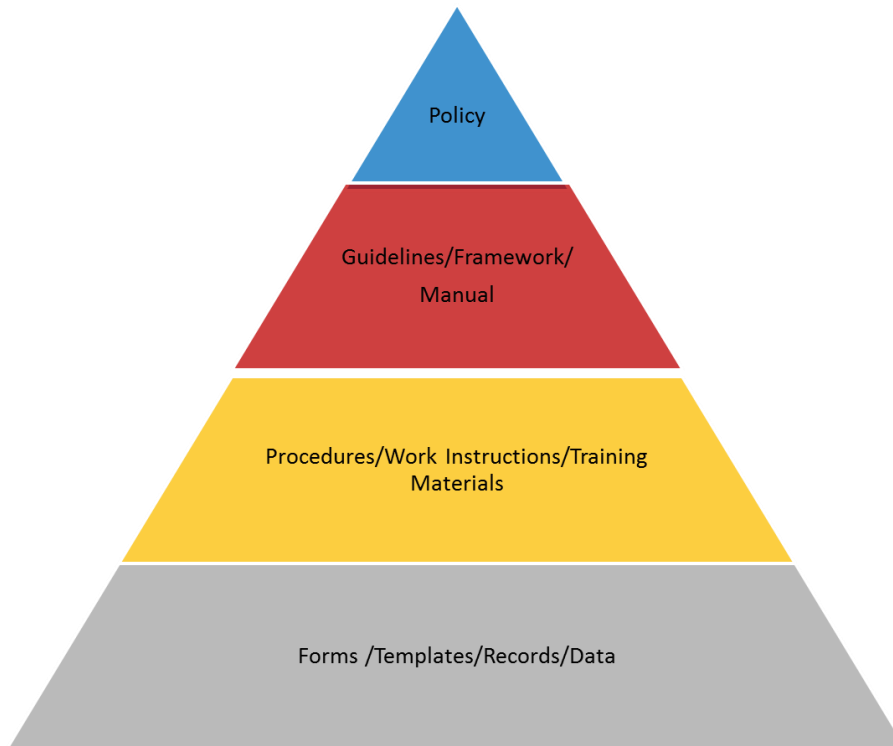 Policy
Guidelines/Framework/
Manual
Procedures/Work Instructions/Training
Materials
Forms /Templates/Records/Data